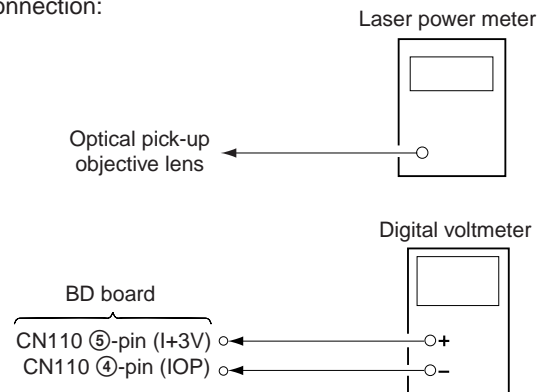 onnection:
Laser power meter
Optical pick-up
objective lens
Digital voltmeter
BD board
CN110 ⑤-pin (I+3V)
CN110 ④-pin (IOP)
+
–